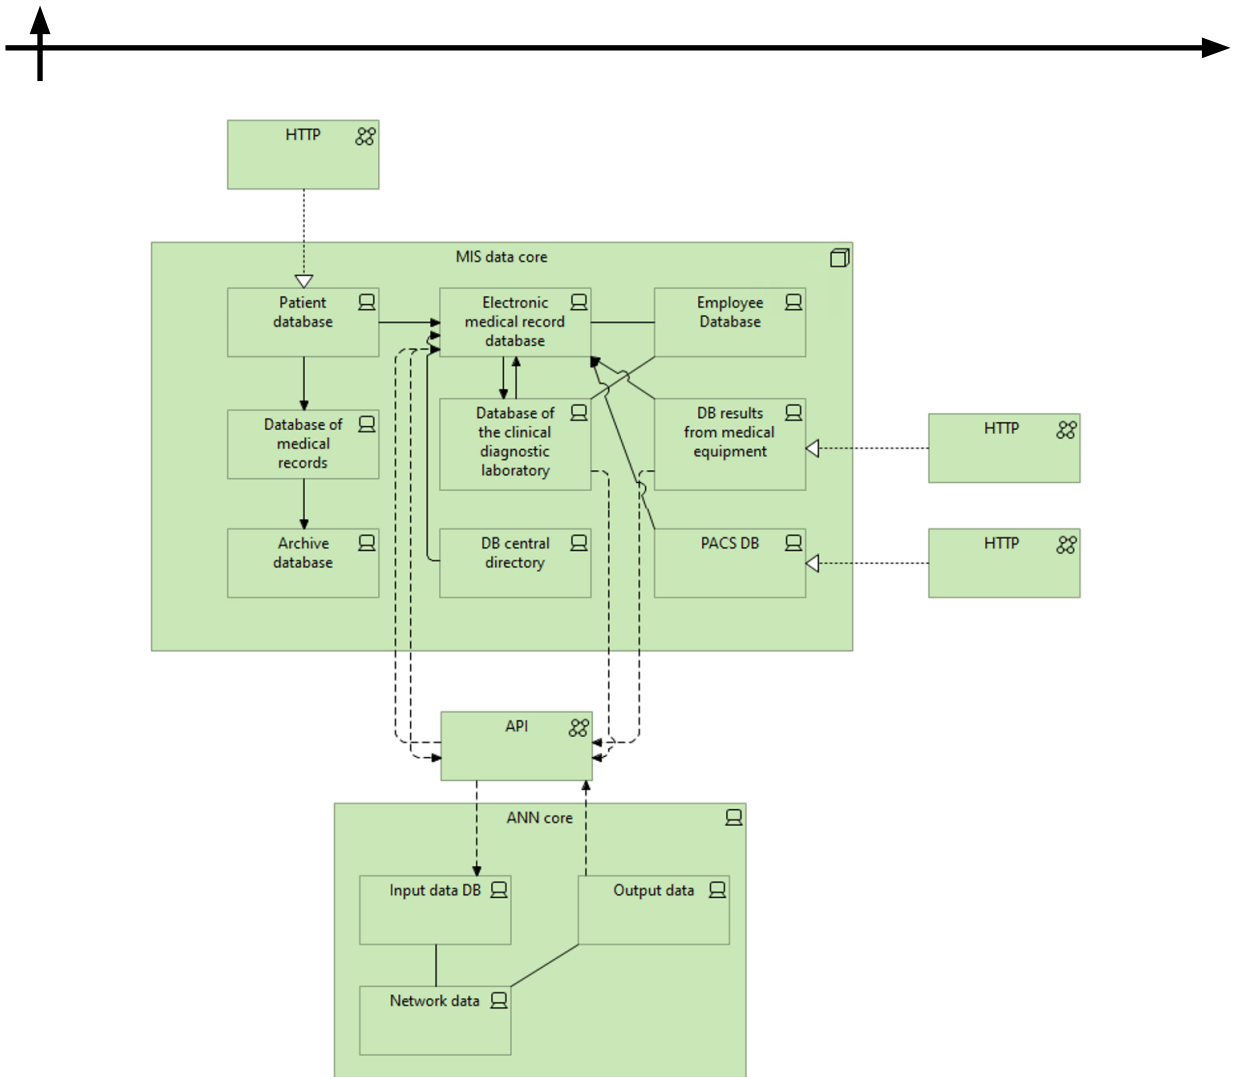 HTTP
MIS data core
Patient
database
Electronic
medical record
database
Employee
Database
Database of
medical
records
Database of
the clinical
diagnostic
laboratory
DB results
from medical
equipment
HTTP
Archive
database
DB central
directory
PACS DB
HTTP
API
ANN core
Input data DB
Output data
Network data